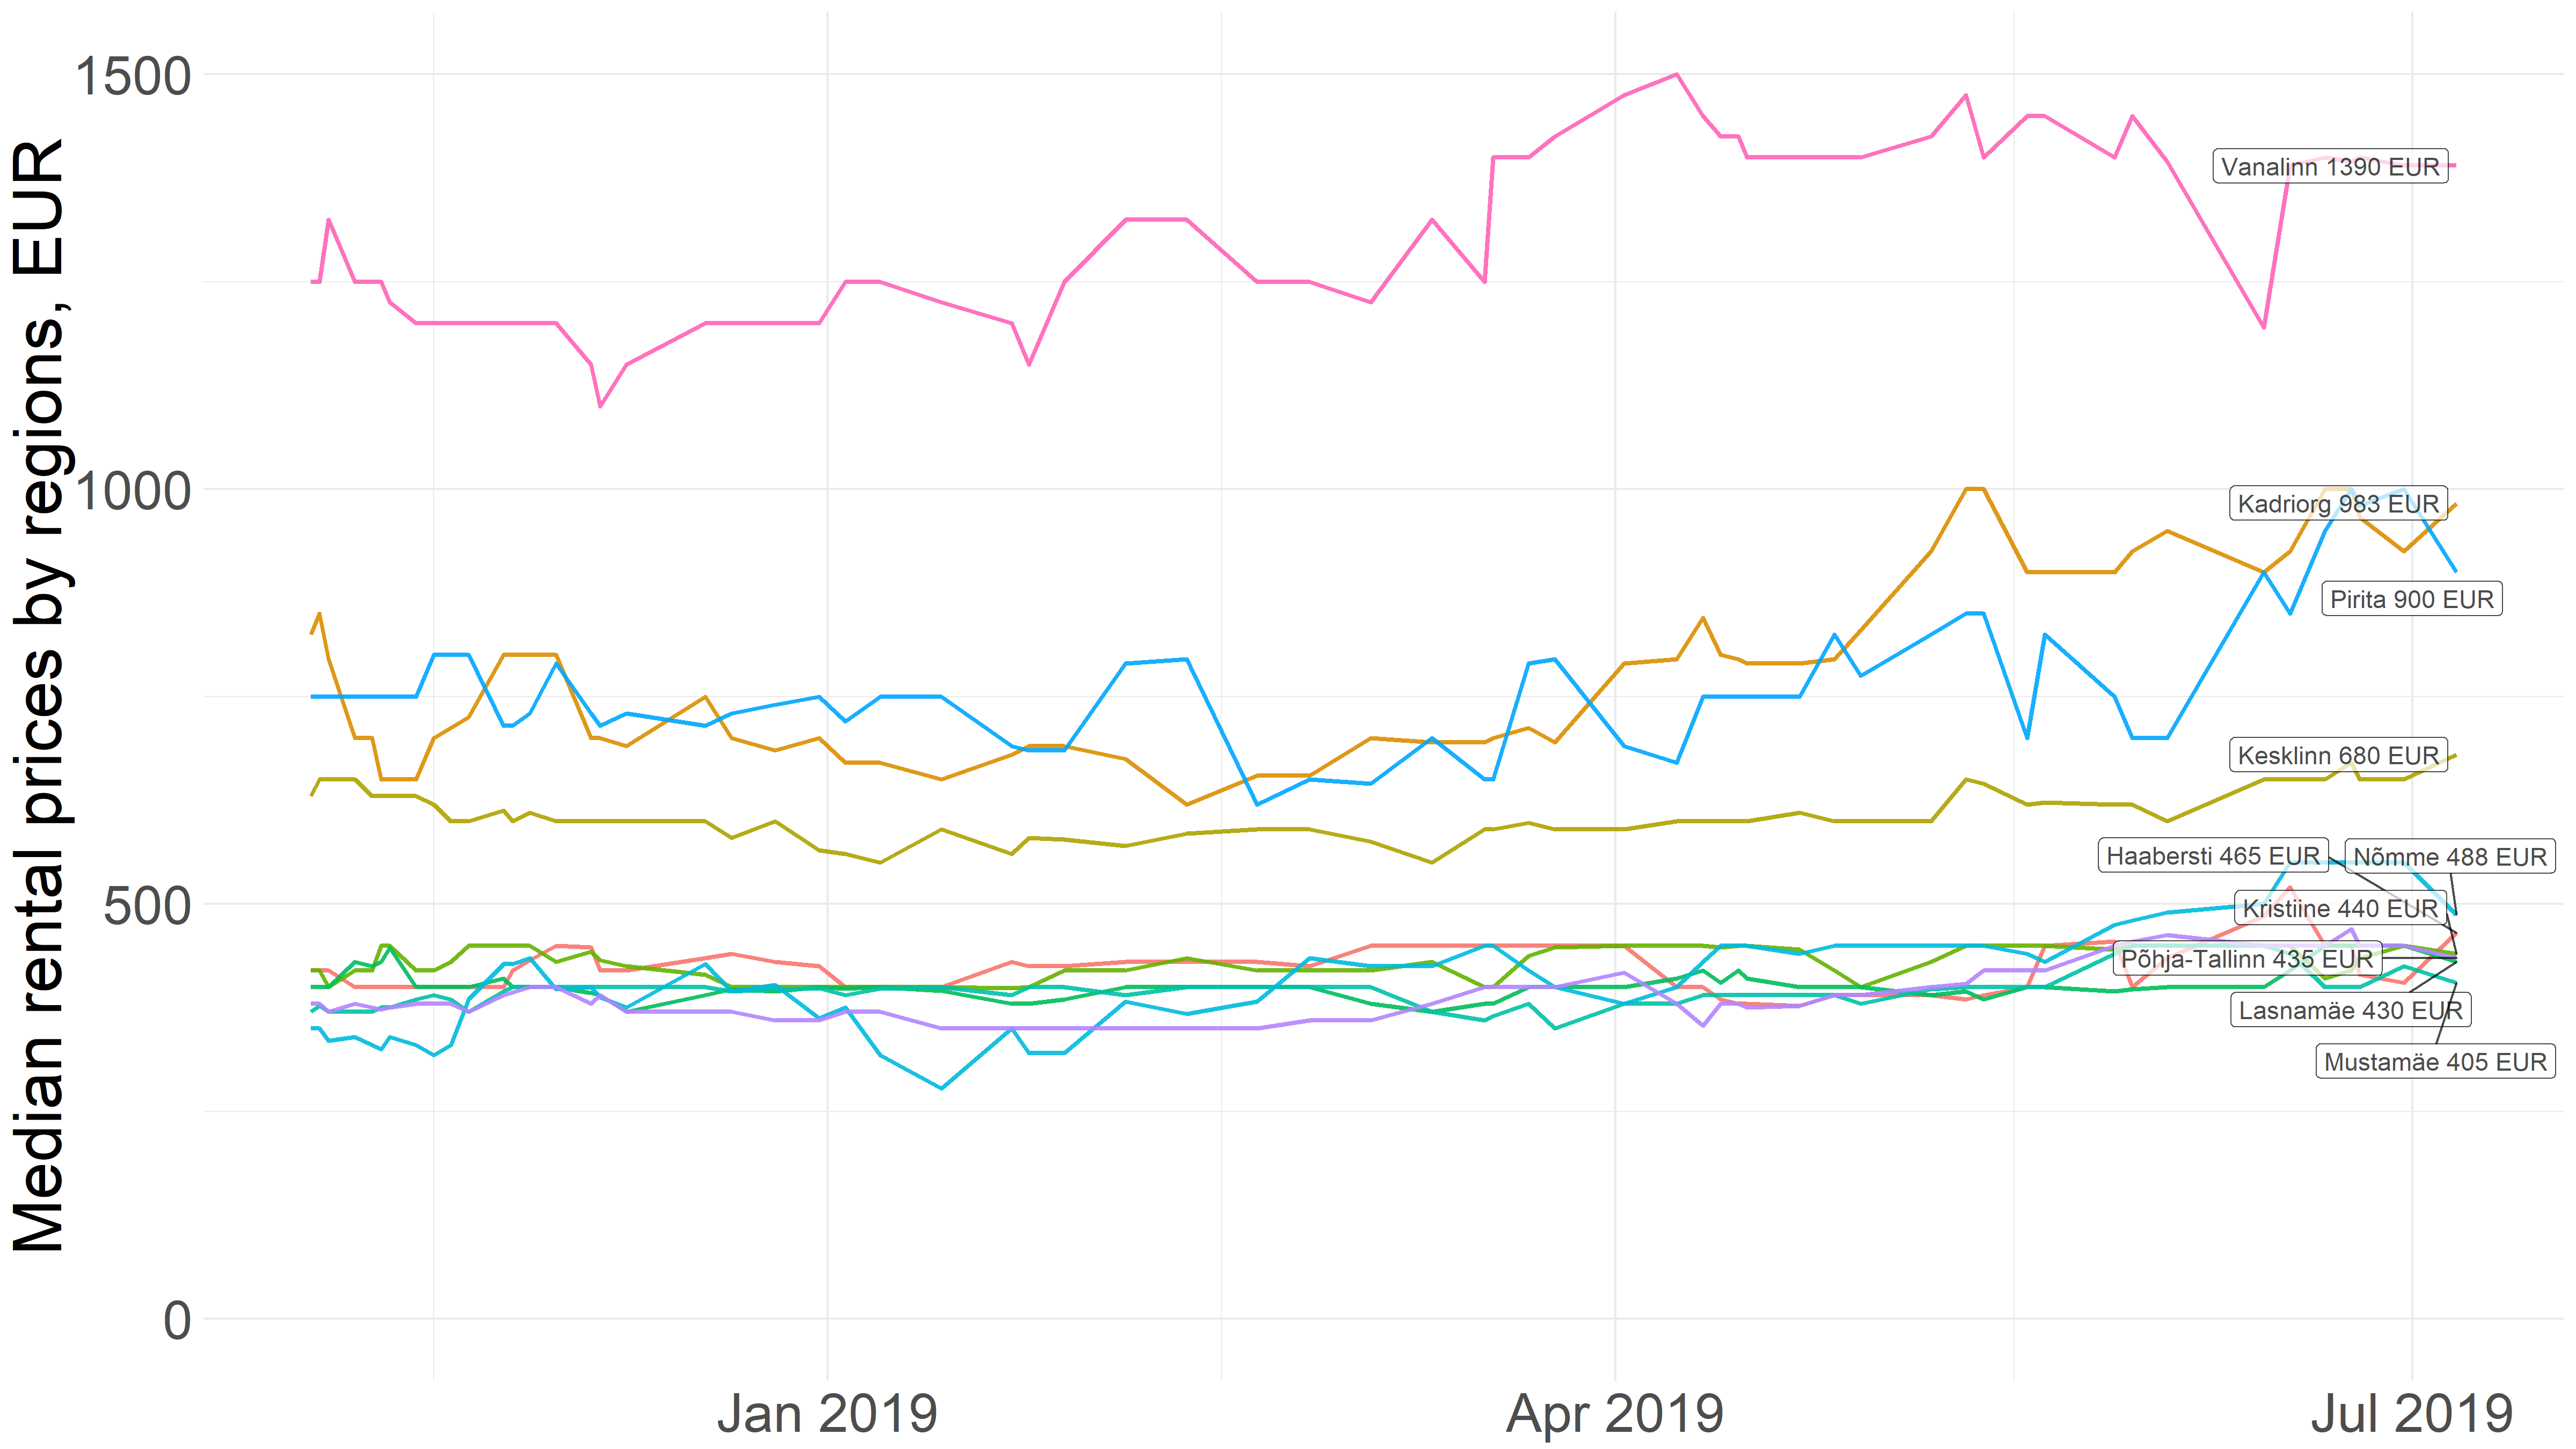 Median rental prices by regions, EUR
1500
1000
500
0
Vanalinn 1390 EUR
Kadriorg 983 EUR
Pirita 900 EUR
Kesklinn 680 EUR
Haabersti 465 EUR
Nõmme 488 EUR
Kristiine 440 EUR
Põhja-Tallinn 435 EUR
Lasnamäe 430 EUR
Mustamäe 405 EUR
Jan 2019
Apr 2019
Jul 2019